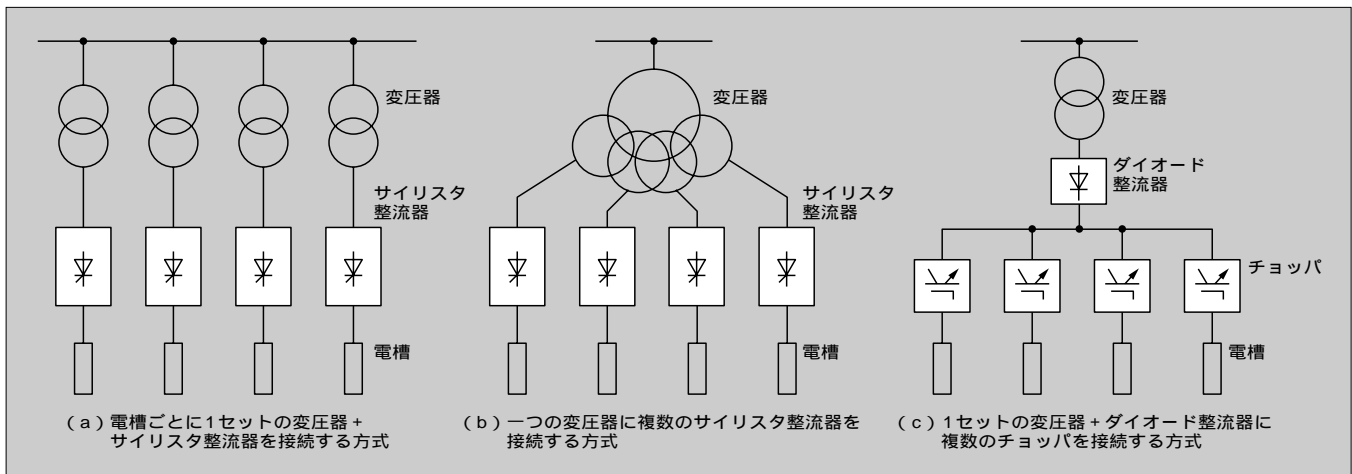 変圧器
サイリスタ
整流器
電槽
(a)電槽ごとに1セットの変圧器+
サイリスタ整流器を接続する方式
変圧器
サイリスタ
整流器
(b)一つの変圧器に複数のサイリスタ整流器を
接続する方式
変圧器
ダイオード
整流器
チョッパ
電槽
(c)1セットの変圧器+ダイオード整流器に
複数のチョッパを接続する方式